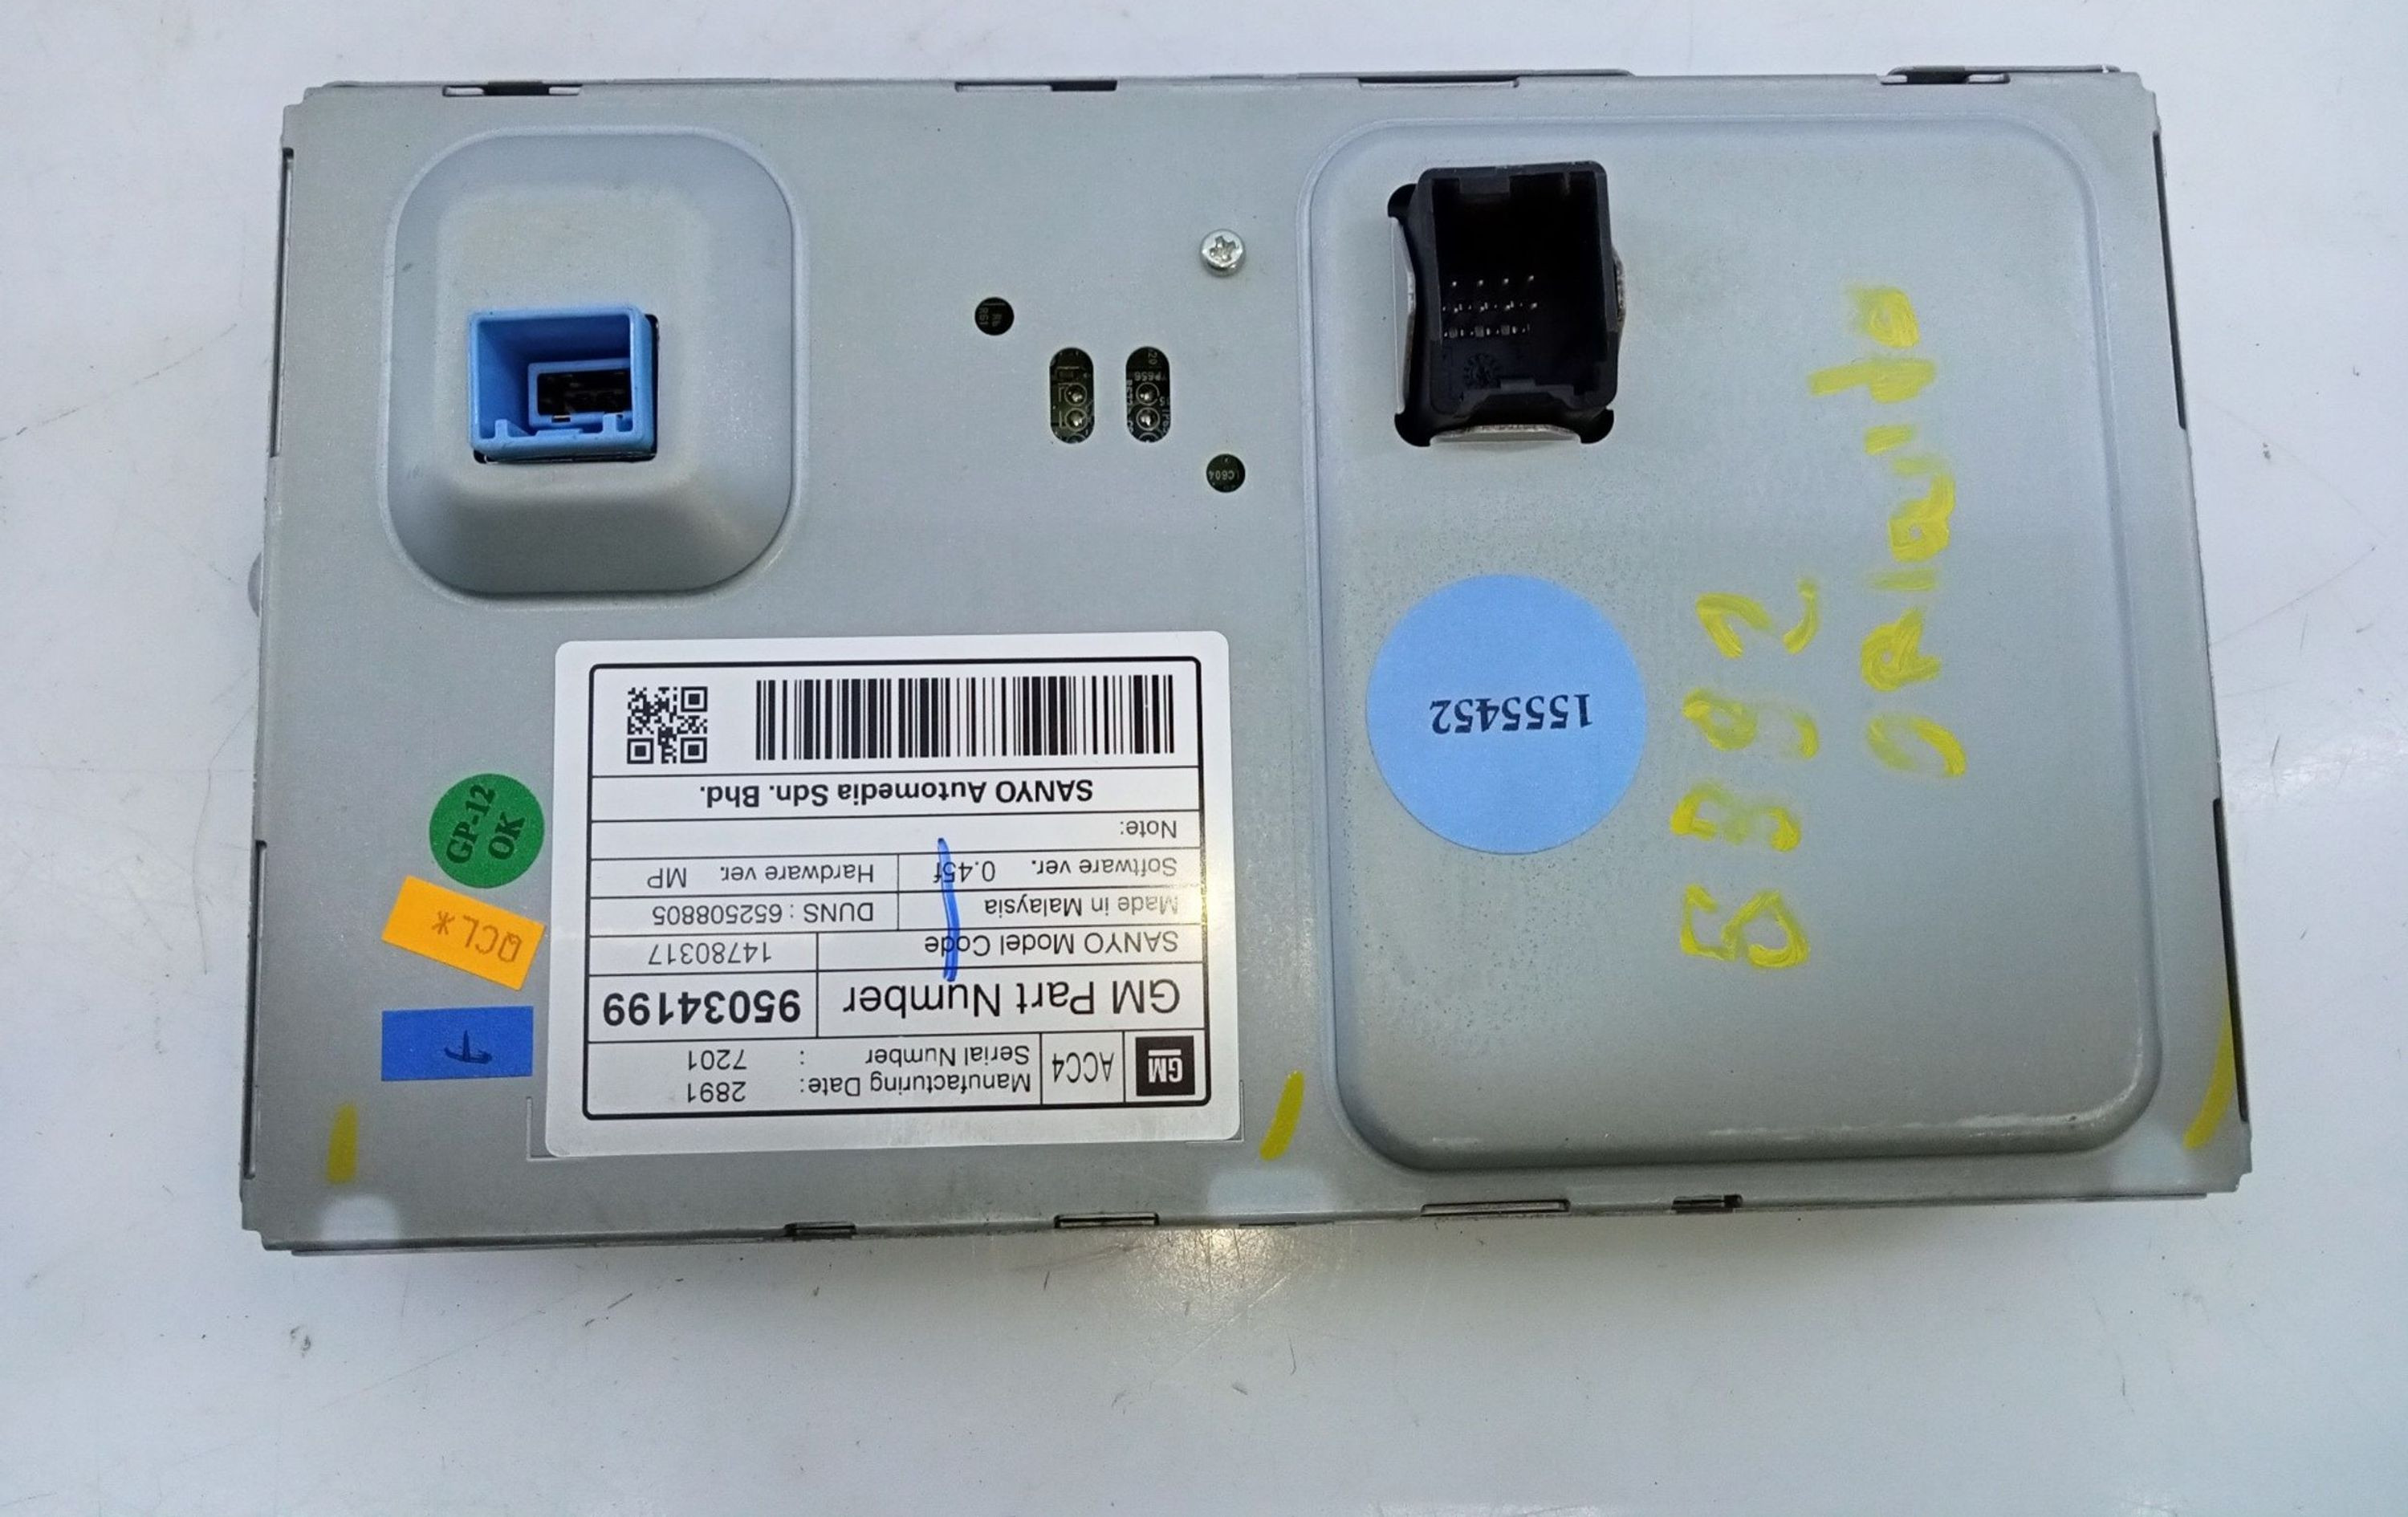 GM ACC4 Manufacturing Date: 2891
Serial Number : 7201
GM Part Number 95034199
SANYO Model Code 14780317
Made in Malaysia DUNS : 652508805
Software ver. 0.45f Hardware ver. MP
Note:
SANYO Automedia Sdn. Bhd.
QCL*
GP-12
OK
1555452
ORlando
C604